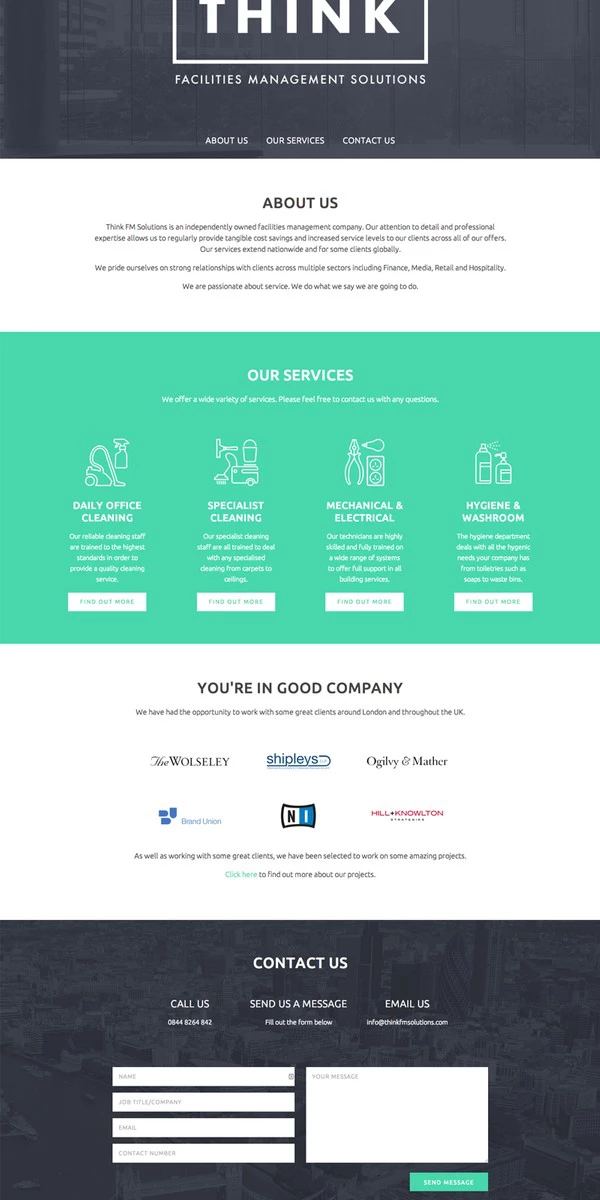 THINK
FACILITIES MANAGEMENT SOLUTIONS
ABOUT US OUR SERVICES CONTACT US
ABOUT US
Think FM Solutions is an independently owned facilities management company. Our attention to detail and professional
expertise allows us to regularly provide tangible cost savings and increased service levels to our clients across all of our offers.
Our services extend nationwide and for some clients globally.
We pride ourselves on strong relationships with clients across multiple sectors including Finance, Media, Retail and Hospitality.
We are passionate about service. We do what we say we are going to do.
OUR SERVICES
We offer a wide variety of services. Please feel free to contact us with any questions.
DAILY OFFICE
CLEANING
Our reliable cleaning staff
are trained to the highest
standards in order to
provide a quality cleaning
service.
FIND OUT MORE
SPECIALIST
CLEANING
Our specialist cleaning
staff are all trained to deal
with any specialised
cleaning from carpets to
ceilings.
FIND OUT MORE
MECHANICAL &
ELECTRICAL
Our technicians are highly
skilled and fully trained on
a wide range of systems
to offer full support in all
building services.
FIND OUT MORE
HYGIENE &
WASHROOM
The hygiene department
deals with all the hygenic
needs your company has
from toiletries such as
soaps to waste bins.
FIND OUT MORE
YOU'RE IN GOOD COMPANY
We have had the opportunity to work with some great clients around London and throughout the UK.
The WOLSELEY
shipleys
Ogilvy & Mather
Brand Union
NI
HILL+KNOWLTON
STRATEGIES
As well as working with some great clients, we have been selected to work on some amazing projects.
Click here to find out more about our projects.
CONTACT US
CALL US
0844 8264 842
SEND US A MESSAGE
Fill out the form below
EMAIL US
info@thinkfmsolutions.com
NAME
JOB TITLE/COMPANY
EMAIL
CONTACT NUMBER
YOUR MESSAGE
SEND MESSAGE